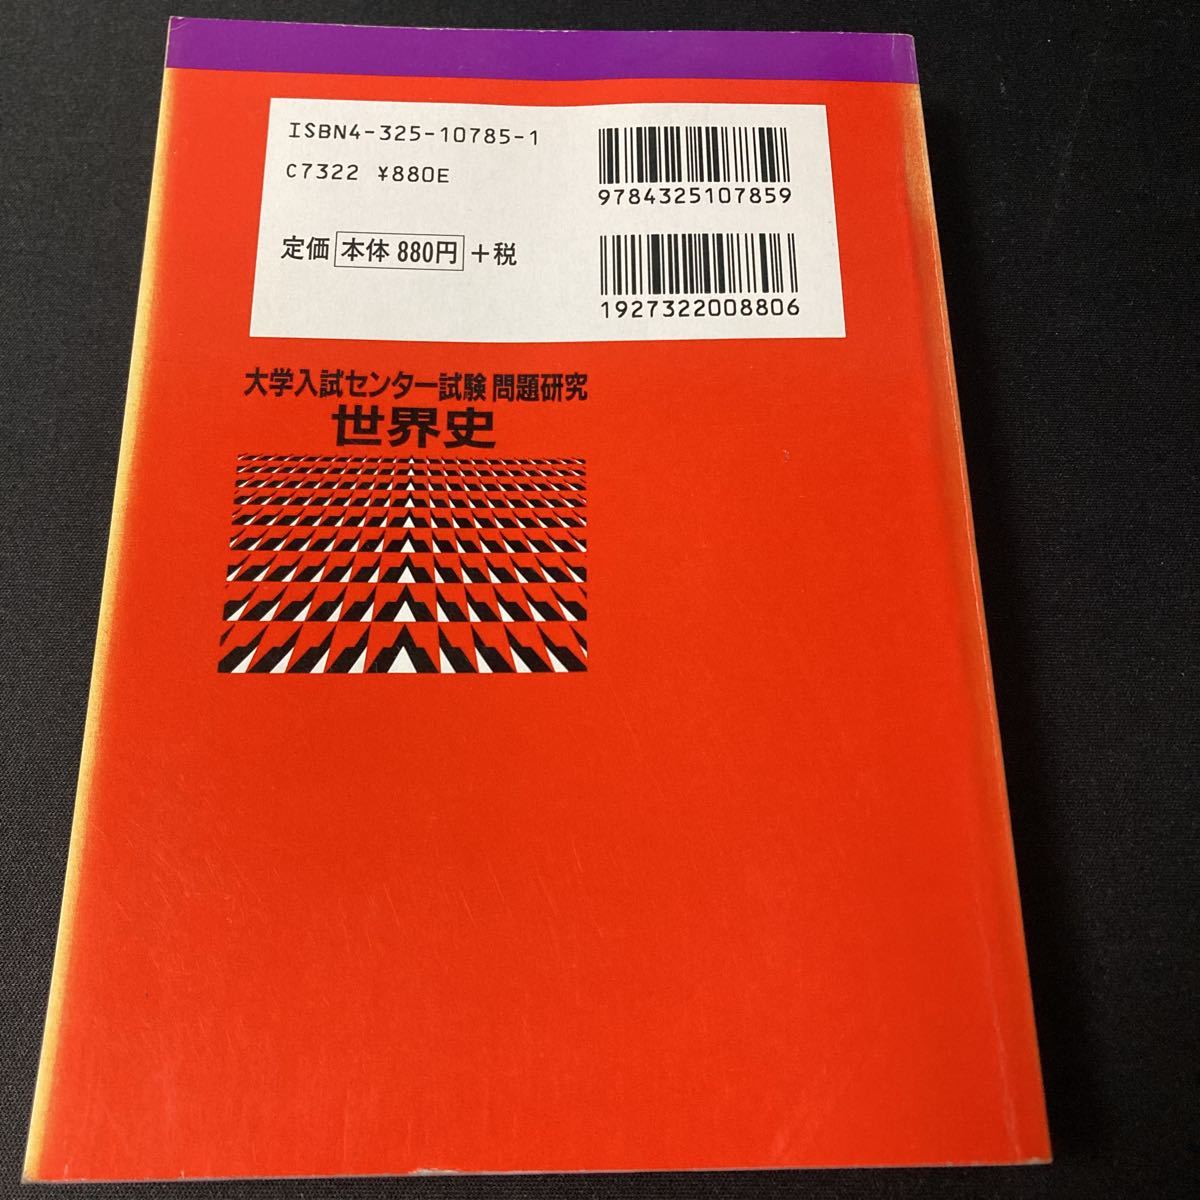 ISBN4-325-10785-1
C7322 ¥880E
9784325107859
定価 本体 880円 +税
1927322008806
大学入試センター試験 問題研究
世界史